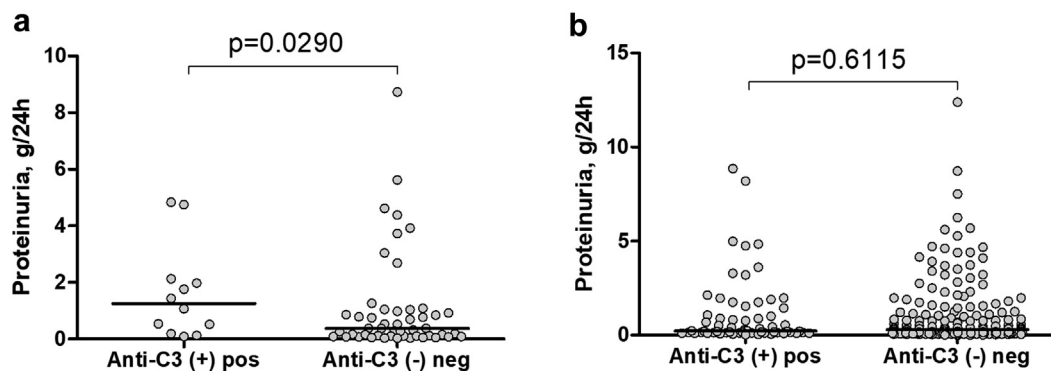 a
p=0.0290
Proteinuria, g/24h
10
8
6
4
2
0
Anti-C3 (+) pos
Anti-C3 (-) neg
b
p=0.6115
Proteinuria, g/24h
15
10
5
0
Anti-C3 (+) pos
Anti-C3 (-) neg